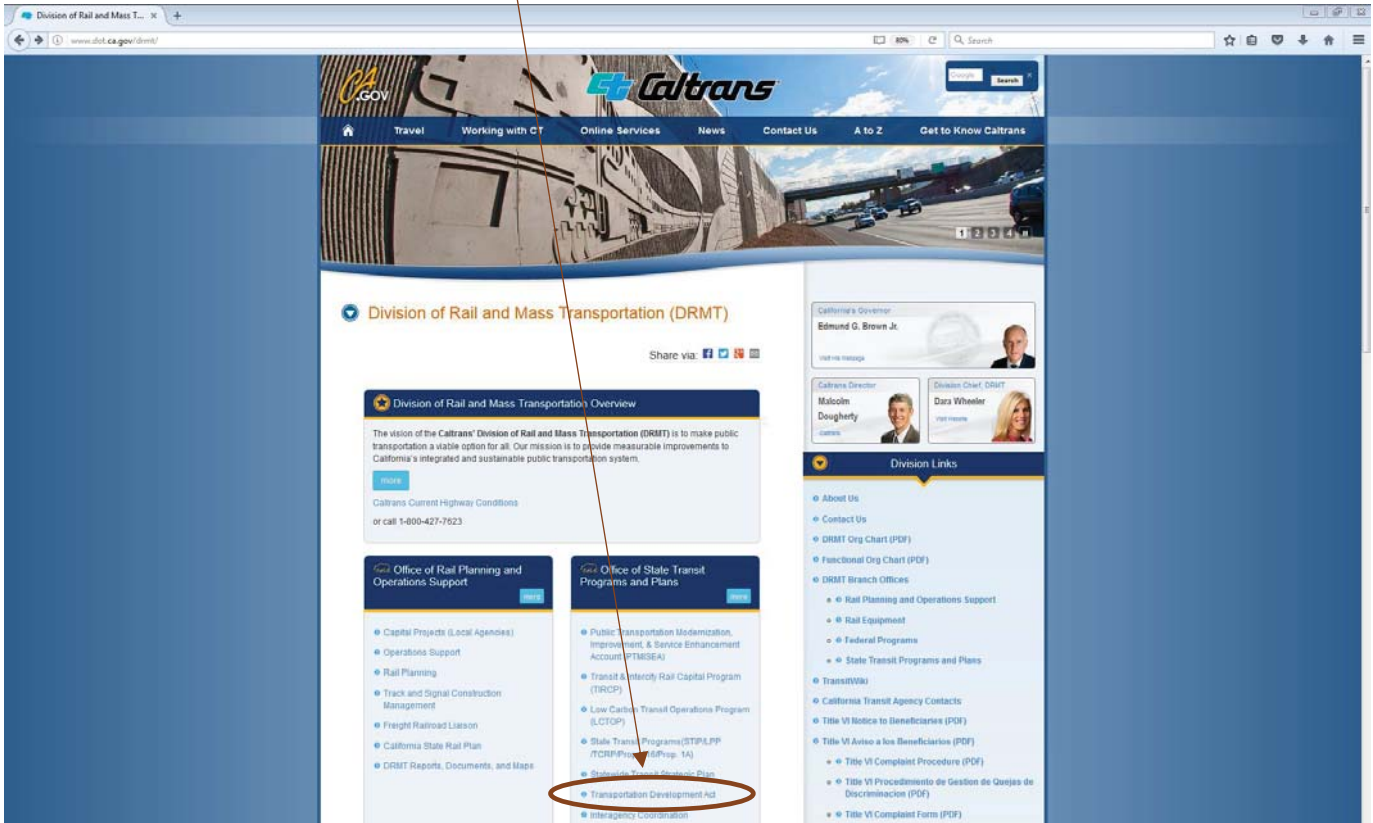 Division of Rail and Mass T... × +
www.dot.ca.gov/drmt/
80%
Search
CA.GOV
Caltrans
Google
Search
×
Travel
Working with CT
Online Services
News
Contact Us
A to Z
Get to Know Caltrans
1 2 3 4
Division of Rail and Mass Transportation (DRMT)
Share via:
Division of Rail and Mass Transportation Overview
The vision of the Caltrans' Division of Rail and Mass Transportation (DRMT) is to make public
transportation a viable option for all. Our mission is to provide measurable improvements to
California's integrated and sustainable public transportation system.
more
Caltrans Current Highway Conditions
or call 1-800-427-7623
Office of Rail Planning and
Operations Support
more
Capital Projects (Local Agencies)
Operations Support
Rail Planning
Track and Signal Construction
Management
Freight Railroad Liaison
California State Rail Plan
DRMT Reports, Documents, and Maps
Office of State Transit
Programs and Plans
more
Public Transportation Modernization,
Improvement, & Service Enhancement
Account (PTMISEA)
Transit & Intercity Rail Capital Program
(TIRCP)
Low Carbon Transit Operations Program
(LCTOP)
State Transit Programs(STIP/LPP
/TCRP/Prop. 116/Prop. 1A)
Statewide Transit Strategic Plan
Transportation Development Act
Interagency Coordination
California's Governor
Edmund G. Brown Jr.
Visit his message
Caltrans Director
Malcolm
Dougherty
Caltrans
Division Chief, DRMT
Dara Wheeler
Visit website
Division Links
About Us
Contact Us
DRMT Org Chart (PDF)
Functional Org Chart (PDF)
DRMT Branch Offices
Rail Planning and Operations Support
Rail Equipment
Federal Programs
State Transit Programs and Plans
TransitWiki
California Transit Agency Contacts
Title VI Notice to Beneficiaries (PDF)
Title VI Aviso a los Beneficiarios (PDF)
Title VI Complaint Procedure (PDF)
Title VI Procedimiento de Gestion de Quejas de
Discriminacion (PDF)
Title VI Complaint Form (PDF)